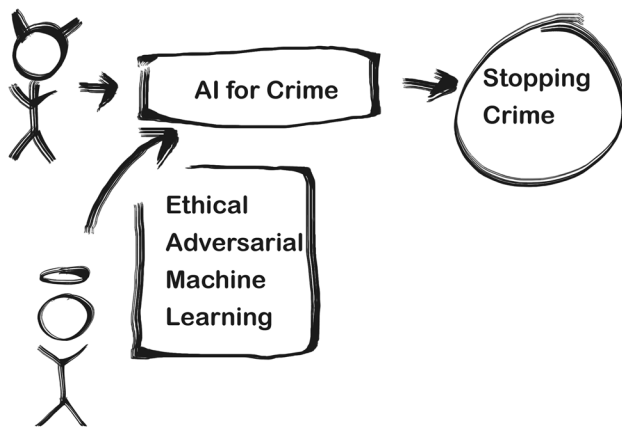 AI for Crime
Stopping
Crime
Ethical
Adversarial
Machine
Learning